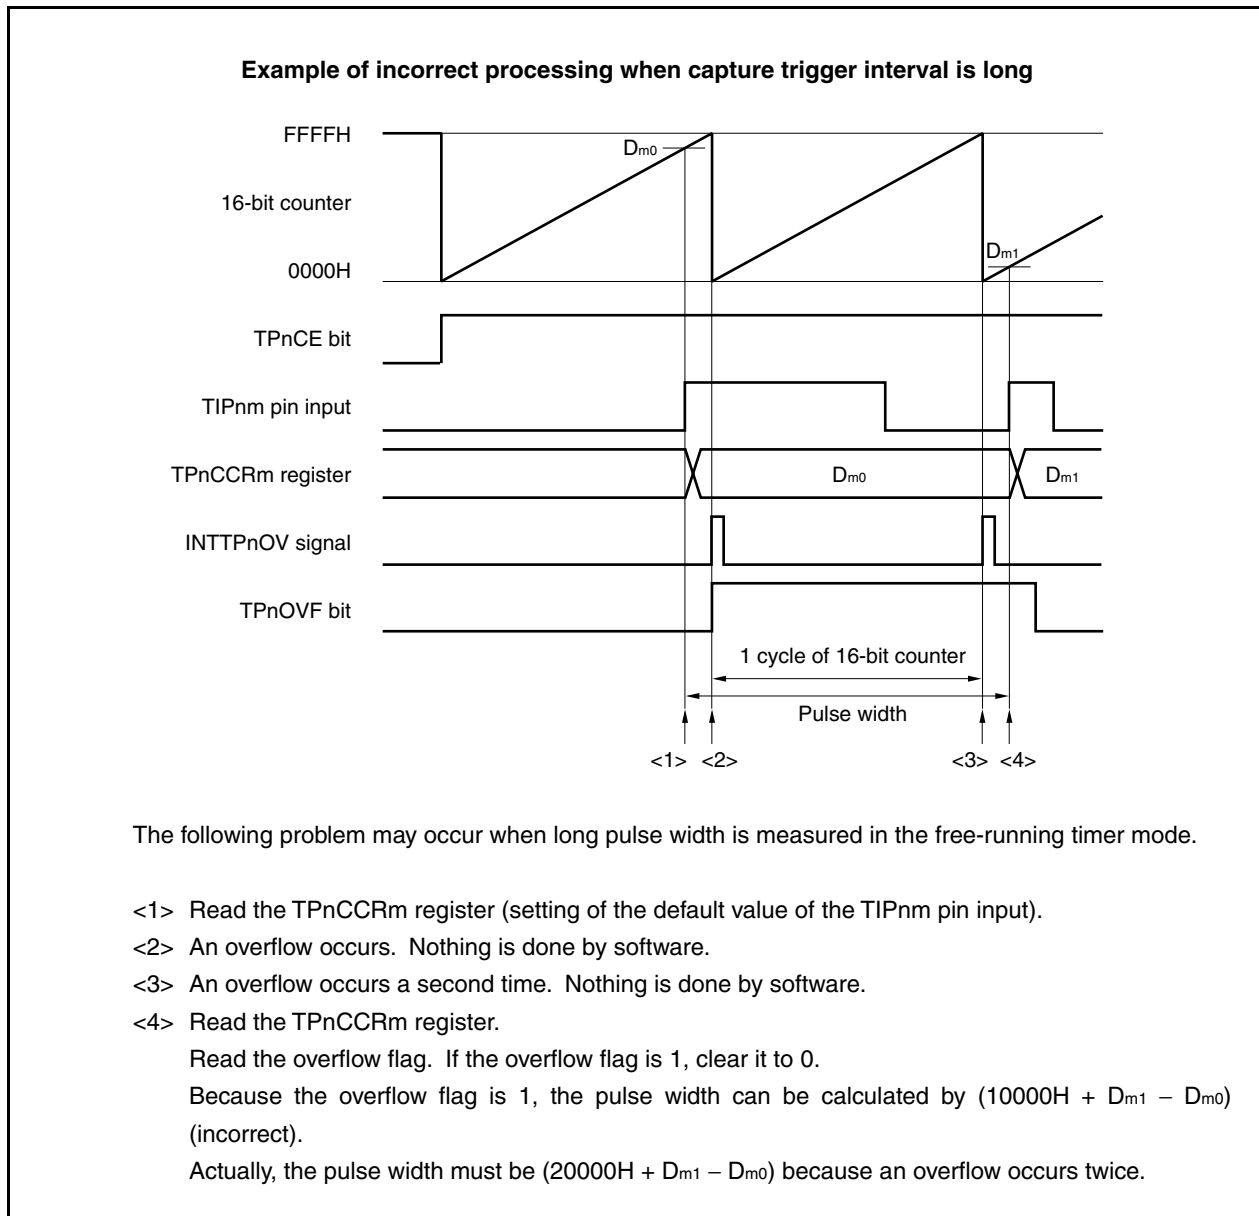 Example of incorrect processing when capture trigger interval is long
FFFFH
Dm0
16-bit counter
Dm1
0000H
TPnCE bit
TIPnm pin input
TPnCCRm register
Dm0
Dm1
INTTPnOV signal
TPnOVF bit
1 cycle of 16-bit counter
Pulse width
<1> <2> <3> <4>
The following problem may occur when long pulse width is measured in the free-running timer mode.
<1> Read the TPnCCRm register (setting of the default value of the TIPnm pin input).
<2> An overflow occurs. Nothing is done by software.
<3> An overflow occurs a second time. Nothing is done by software.
<4> Read the TPnCCRm register.
Read the overflow flag. If the overflow flag is 1, clear it to 0.
Because the overflow flag is 1, the pulse width can be calculated by (10000H + Dm1 − Dm0)
(incorrect).
Actually, the pulse width must be (20000H + Dm1 − Dm0) because an overflow occurs twice.